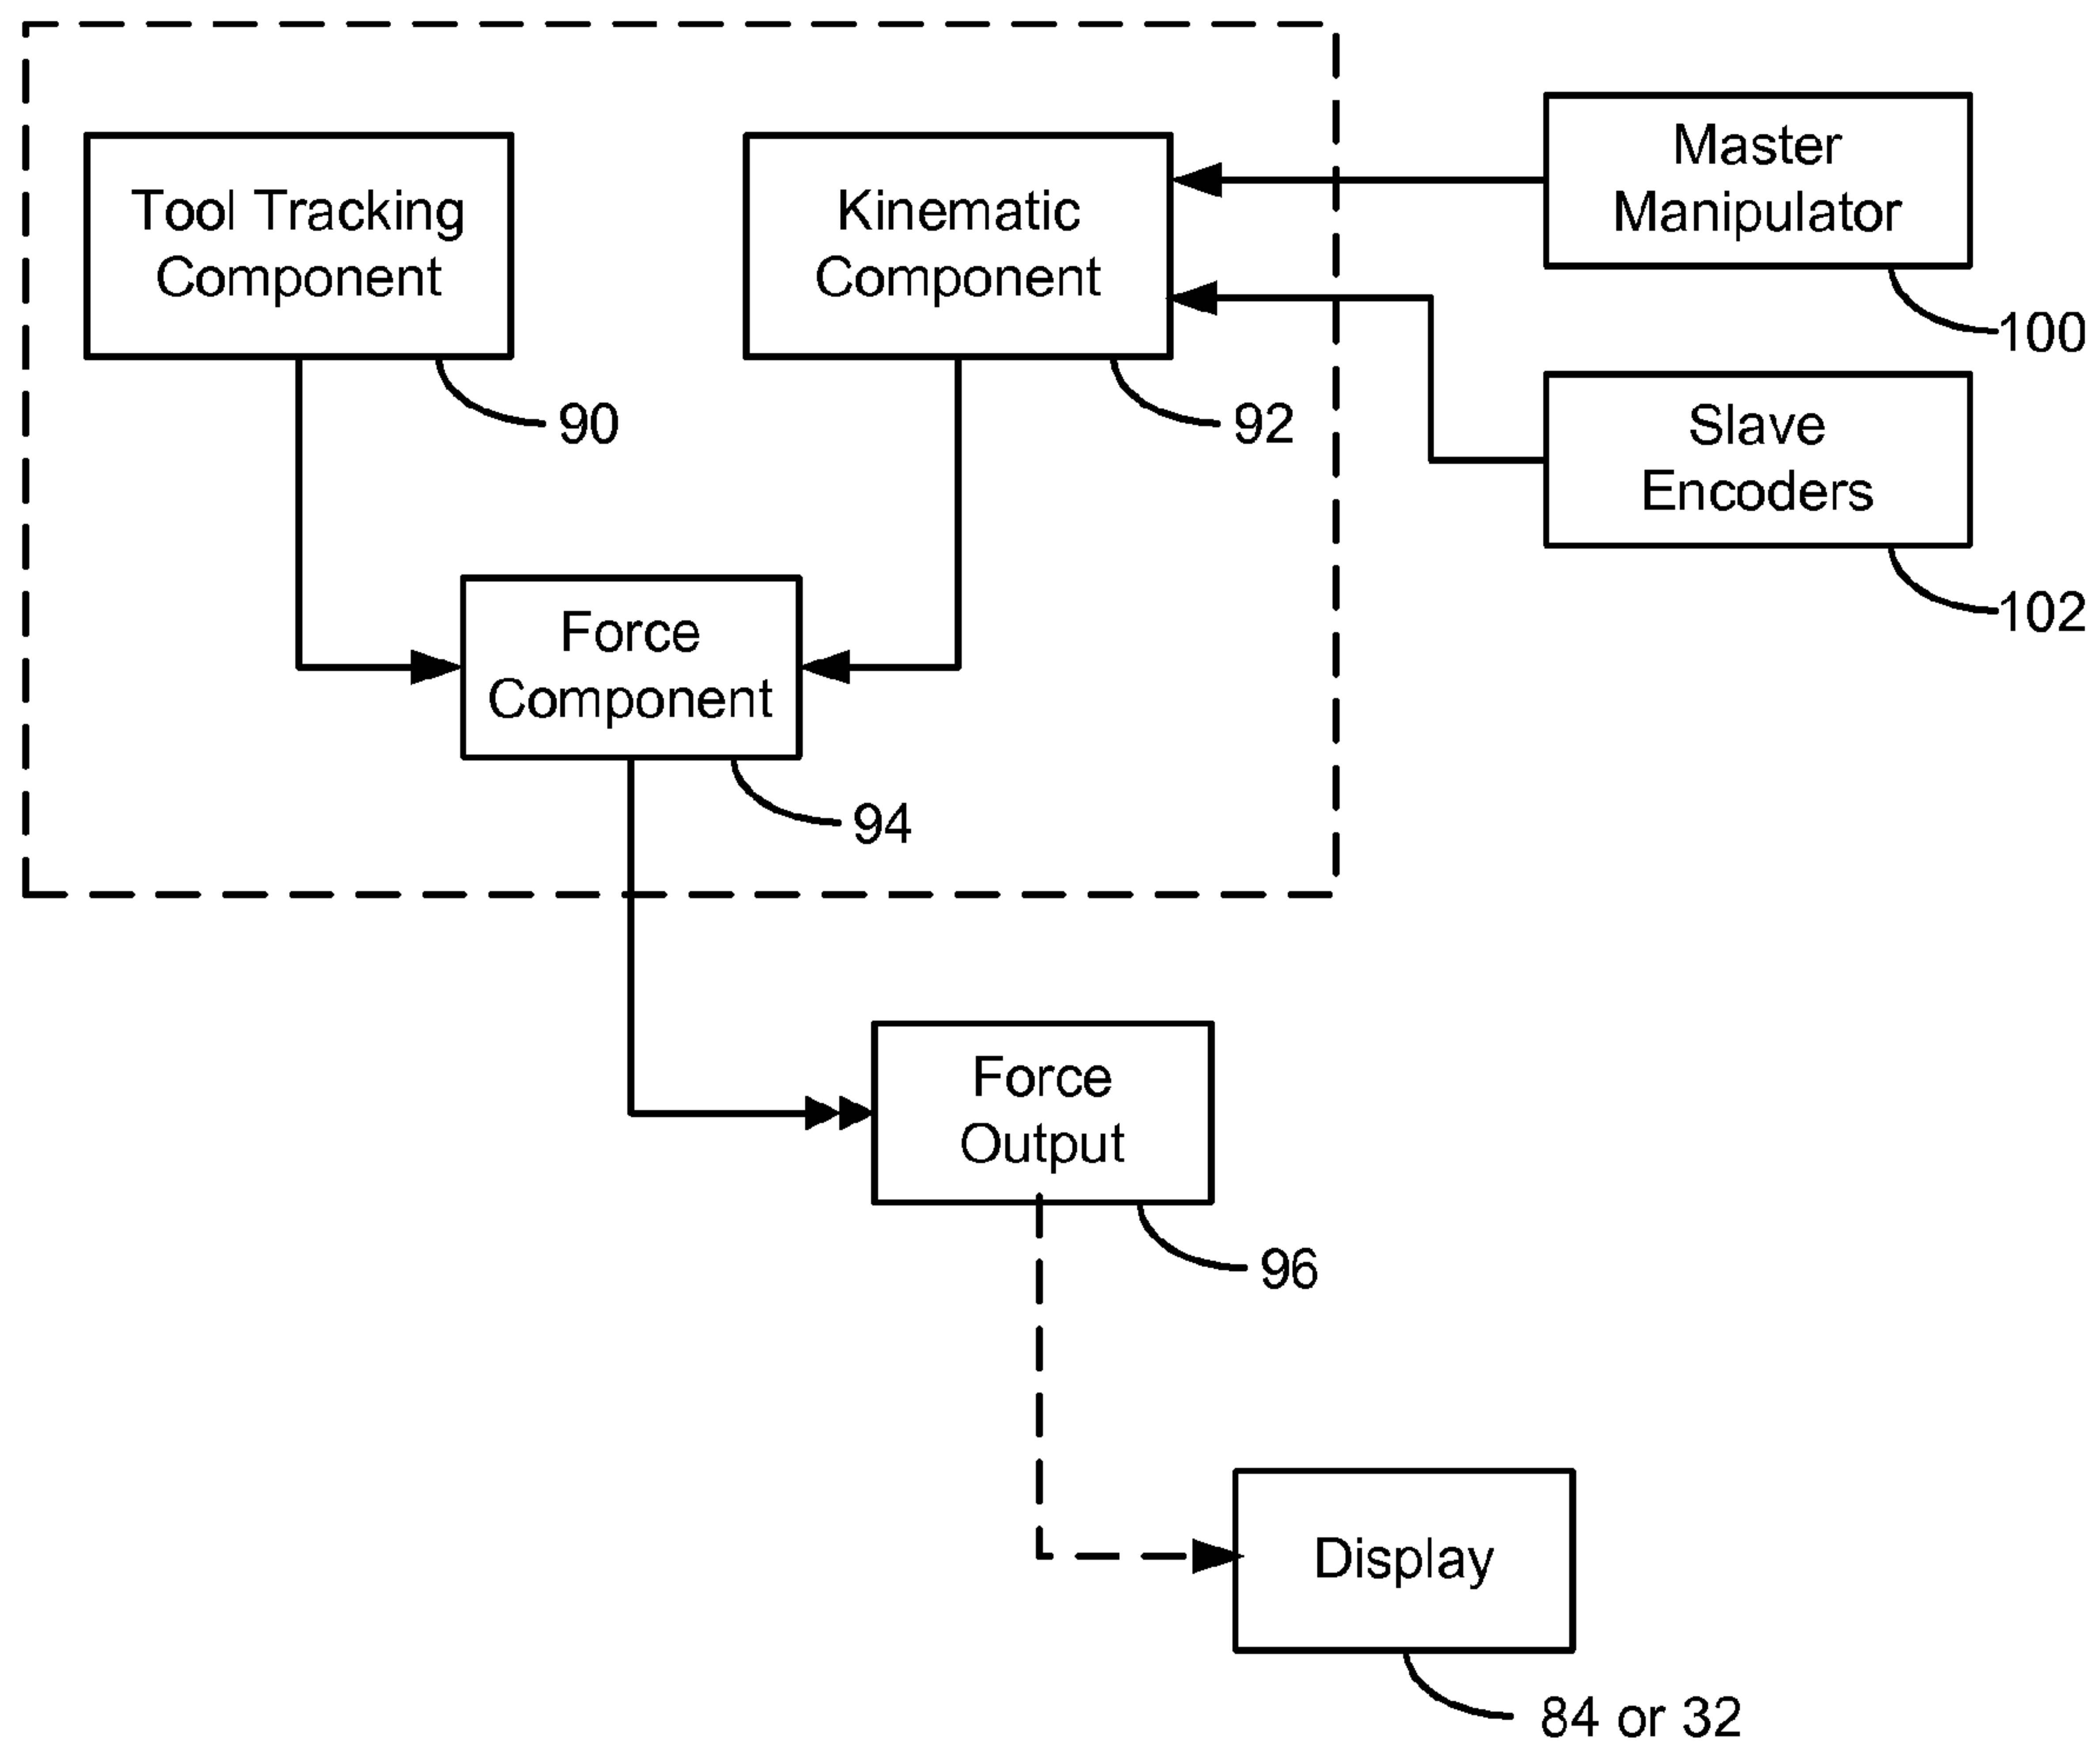 Tool Tracking
Component
90
Kinematic
Component
92
Master
Manipulator
100
Slave
Encoders
102
Force
Component
94
Force
Output
96
Display
84 or 32